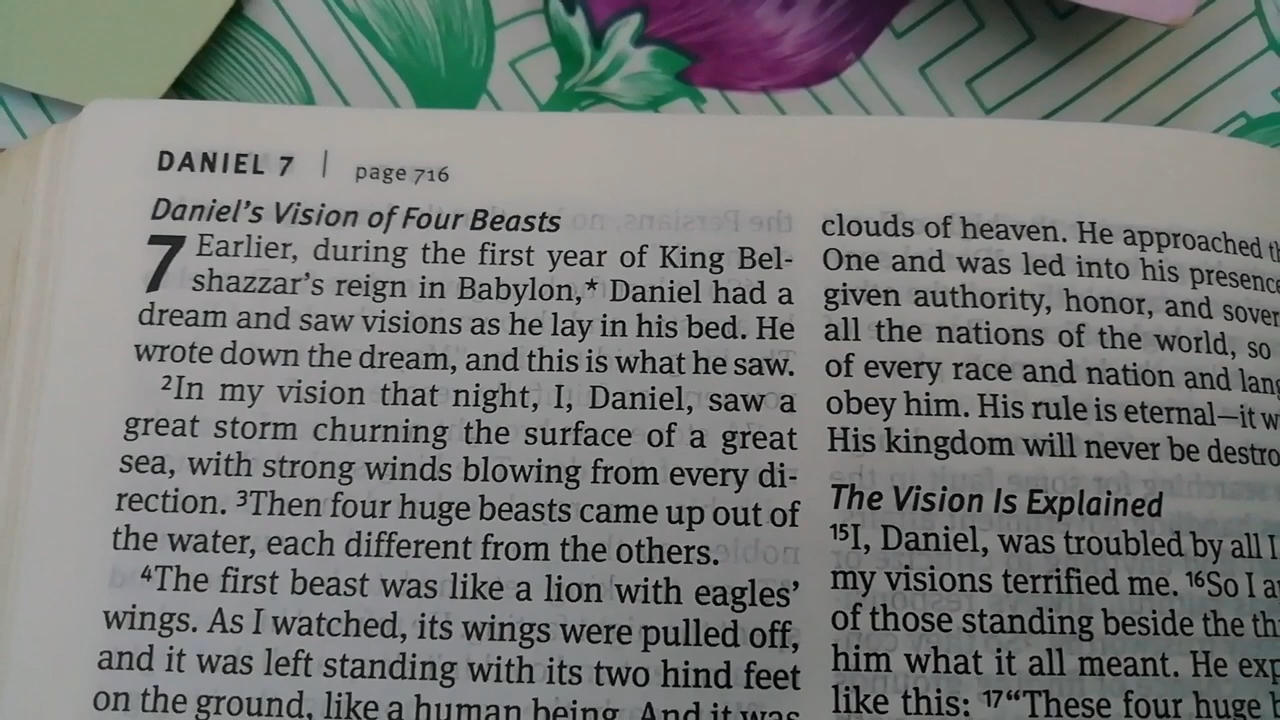 DANIEL 7 | page 716
Daniel's Vision of Four Beasts
7 Earlier, during the first year of King Bel-
shazzar's reign in Babylon,* Daniel had a
dream and saw visions as he lay in his bed. He
wrote down the dream, and this is what he saw.
2In my vision that night, I, Daniel, saw a
great storm churning the surface of a great
sea, with strong winds blowing from every di-
rection. 3Then four huge beasts came up out of
the water, each different from the others.
4The first beast was like a lion with eagles'
wings. As I watched, its wings were pulled off,
and it was left standing with its two hind feet
on the ground, like a human being. And it was
clouds of heaven. He approached
One and was led into his
given authority, honor, and
all the nations of the world, so
of every race and nation and
obey him. His rule is eternal—it
His kingdom will never be
The Vision Is Explained
15I, Daniel, was troubled by all I
my visions terrified me. 16So I
of those standing beside the
him what it all meant. He
like this: 17"These four huge